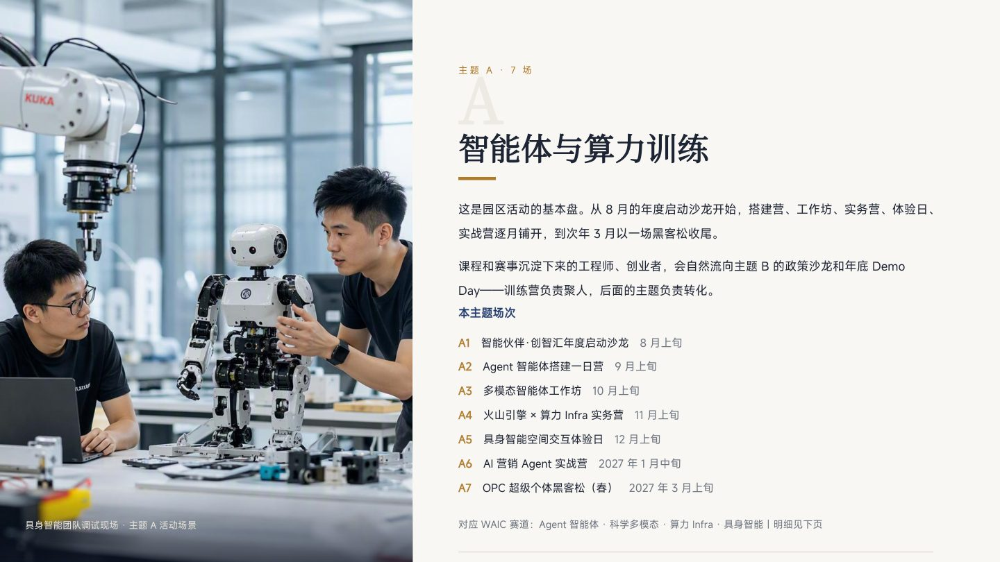 KUKA
具身智能团队调试现场 · 主题 A 活动场景
主题 A · 7 场
A
智能体与算力训练
这是园区活动的基本盘。从 8 月的年度启动沙龙开始，搭建营、工作坊、实务营、体验日、
实战营逐月铺开，到次年 3 月以一场黑客松收尾。
课程和赛事沉淀下来的工程师、创业者，会自然流向主题 B 的政策沙龙和年底 Demo
Day——训练营负责聚人，后面的主题负责转化。
本主题场次
A1 智能伙伴·创智汇年度启动沙龙 8 月上旬
A2 Agent 智能体搭建一日营 9 月上旬
A3 多模态智能体工作坊 10 月上旬
A4 火山引擎 × 算力 Infra 实务营 11 月上旬
A5 具身智能空间交互体验日 12 月上旬
A6 AI 营销 Agent 实战营 2027 年 1 月中旬
A7 OPC 超级个体黑客松（春） 2027 年 3 月上旬
对应 WAIC 赛道：Agent 智能体 · 科学多模态 · 算力 Infra · 具身智能｜明细见下页